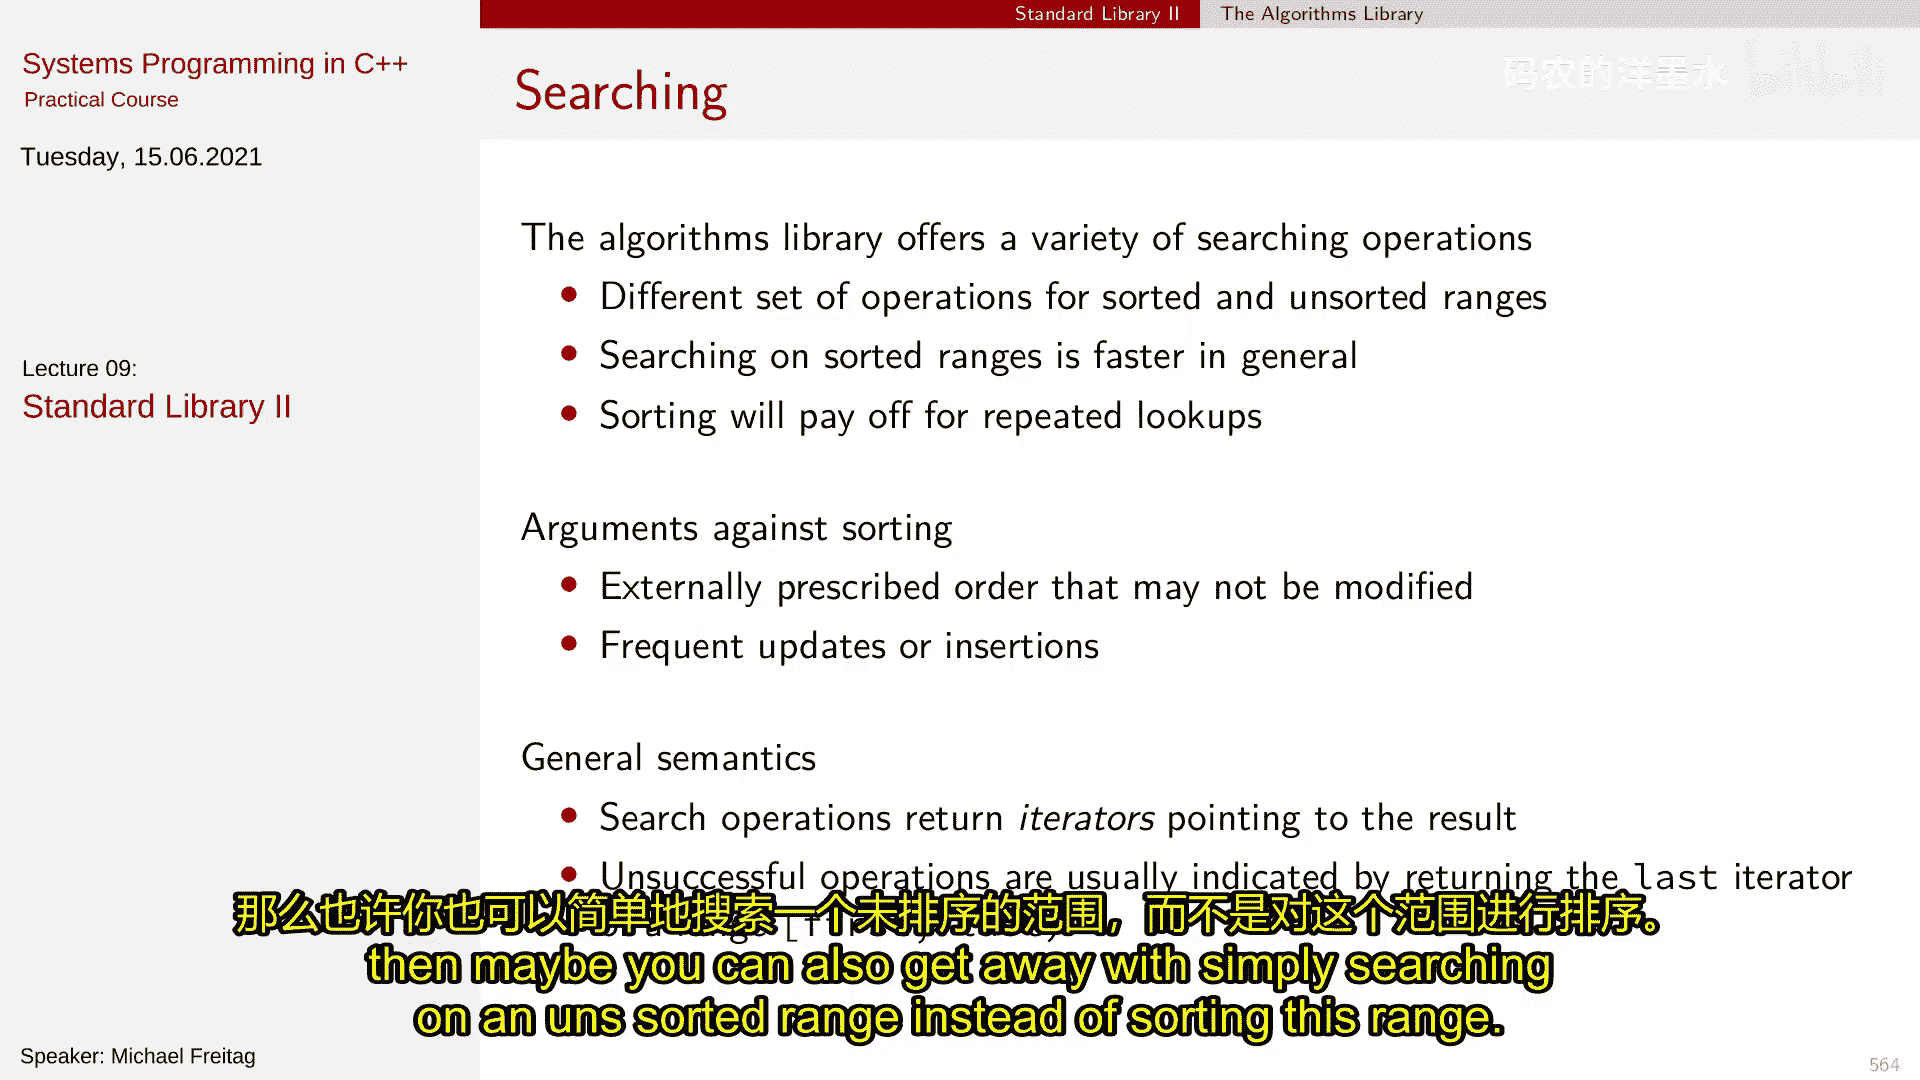 Standard Library II
The Algorithms Library
Systems Programming in C++
Practical Course
Tuesday, 15.06.2021
Lecture 09:
Standard Library II
Searching
码农的洋墨水
bilibili
The algorithms library offers a variety of searching operations
Different set of operations for sorted and unsorted ranges
Searching on sorted ranges is faster in general
Sorting will pay off for repeated lookups
Arguments against sorting
Externally prescribed order that may not be modified
Frequent updates or insertions
General semantics
Search operations return iterators pointing to the result
Unsuccessful operations are usually indicated by returning the last iterator
那么也许你也可以简单地搜索一个未排序的范围，而不是对这个范围进行排序。
then maybe you can also get away with simply searching
on an uns sorted range instead of sorting this range.
Speaker: Michael Freitag
564